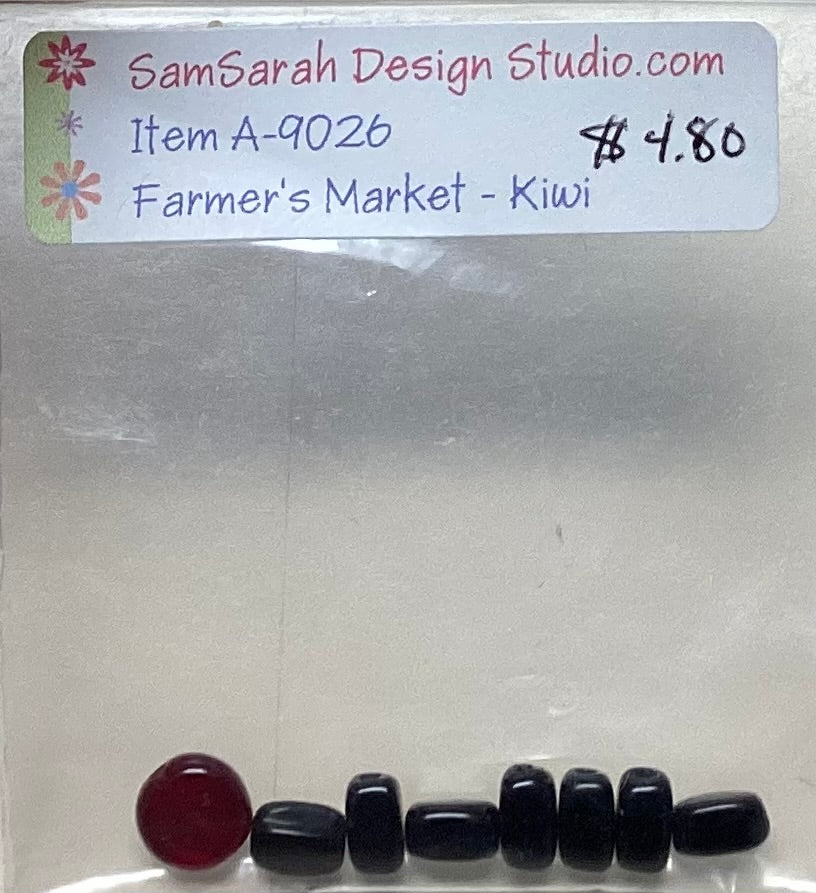 SamSarah Design Studio.com
Item A-9026
$ 4.80
Farmer's Market - Kiwi